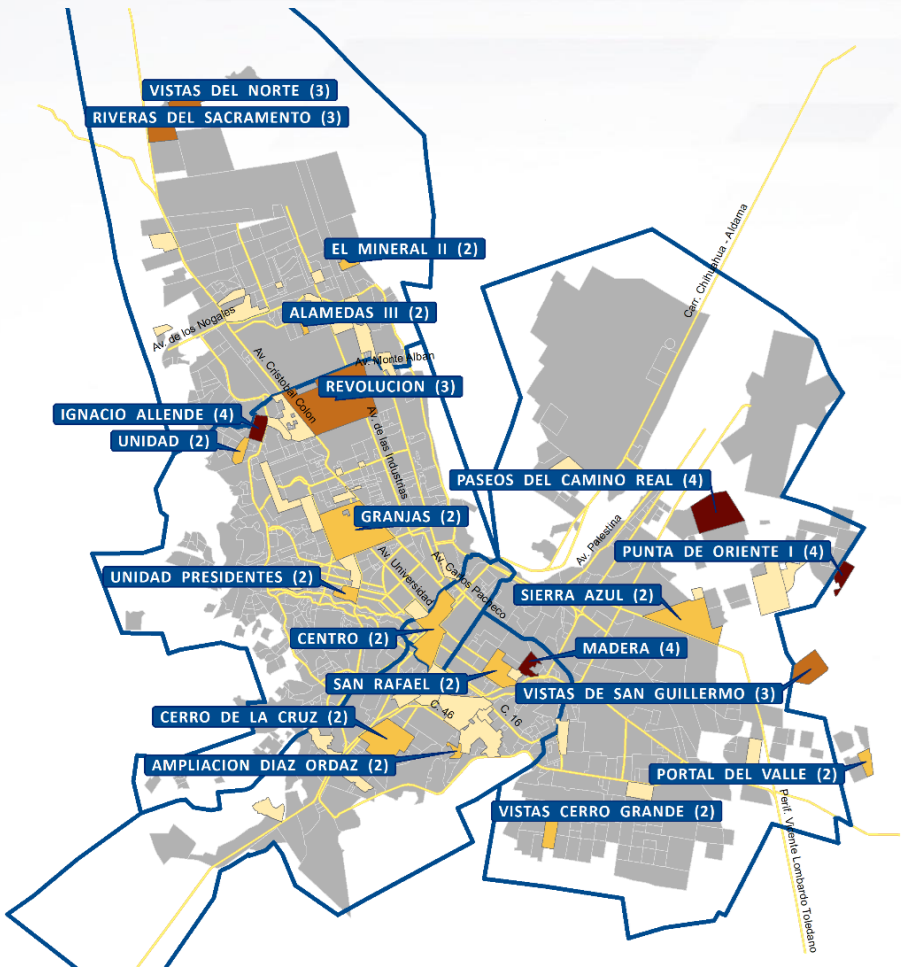 VISTAS DEL NORTE (3)
RIVERAS DEL SACRAMENTO (3)
Carr. Chihuahua - Aldama
EL MINERAL II (2)
ALAMEDAS III (2)
Av. de los Nogales
Av. Monte Alban
Av. Cristobal Colon
REVOLUCION (3)
IGNACIO ALLENDE (4)
UNIDAD (2)
Av. de las Industrias
PASEOS DEL CAMINO REAL (4)
GRANJAS (2)
Av. Palestina
PUNTA DE ORIENTE I (4)
Av. Universidad
Av. Carlos Pacheco
UNIDAD PRESIDENTES (2)
SIERRA AZUL (2)
CENTRO (2)
MADERA (4)
SAN RAFAEL (2)
VISTAS DE SAN GUILLERMO (3)
C. 46
C. 16
CERRO DE LA CRUZ (2)
AMPLIACION DIAZ ORDAZ (2)
PORTAL DEL VALLE (2)
VISTAS CERRO GRANDE (2)
Perif. Vicente Lombardo Toledano